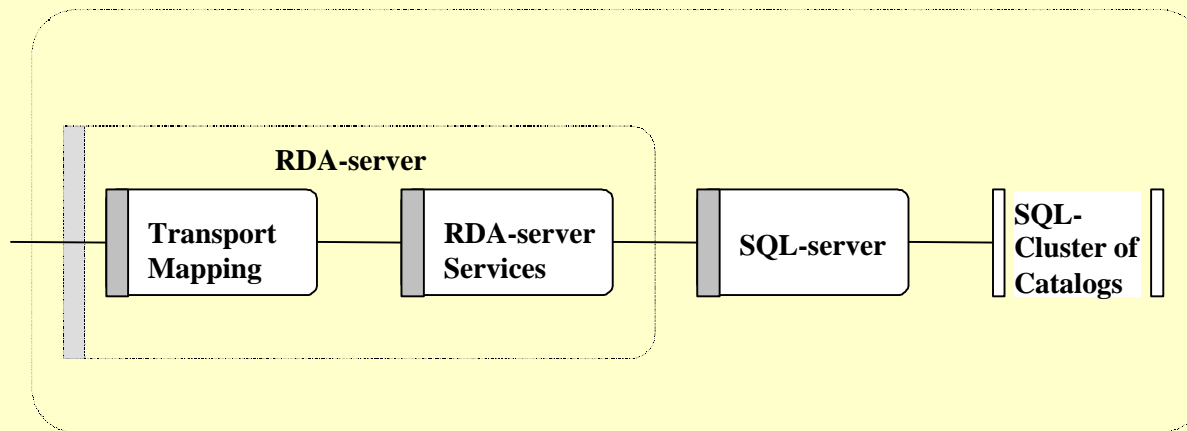 RDA-server
Transport
Mapping
RDA-server
Services
SQL-server
SQL-
Cluster of
Catalogs